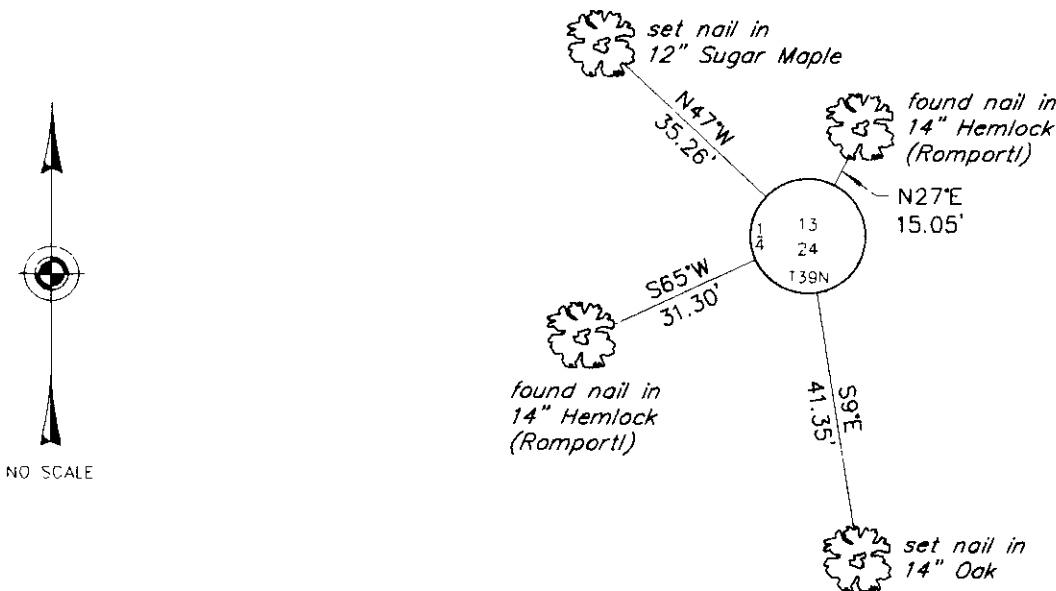 set nail in
12" Sugar Maple
found nail in
14" Hemlock
(Romportl)
N47°W
35.26'
N27°E
15.05'
1
4
13
24
T39N
S65°W
31.30'
found nail in
14" Hemlock
(Romportl)
S9°E
41.35'
NO SCALE
set nail in
14" Oak